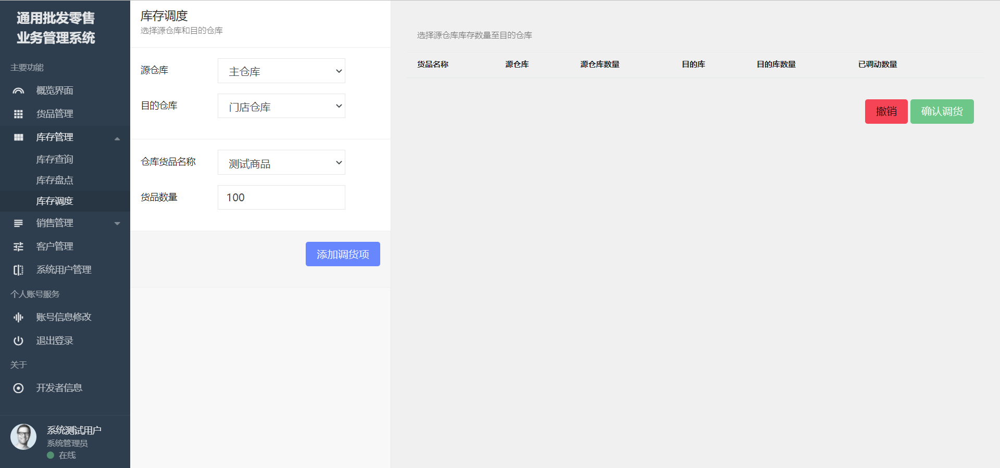 通用批发零售
业务管理系统
主要功能
概览界面
货品管理
库存管理
库存查询
库存盘点
库存调度
销售管理
客户管理
系统用户管理
个人账号服务
账号信息修改
退出登录
关于
开发者信息
系统测试用户
系统管理员
在线
库存调度
选择源仓库和目的仓库
源仓库 主仓库
目的仓库 门店仓库
仓库货品名称 测试商品
货品数量 100
添加调货项
选择源仓库库存数量至目的仓库
货品名称 源仓库 源仓库数量 目的库 目的库数量 已调动数量
撤销 确认调货